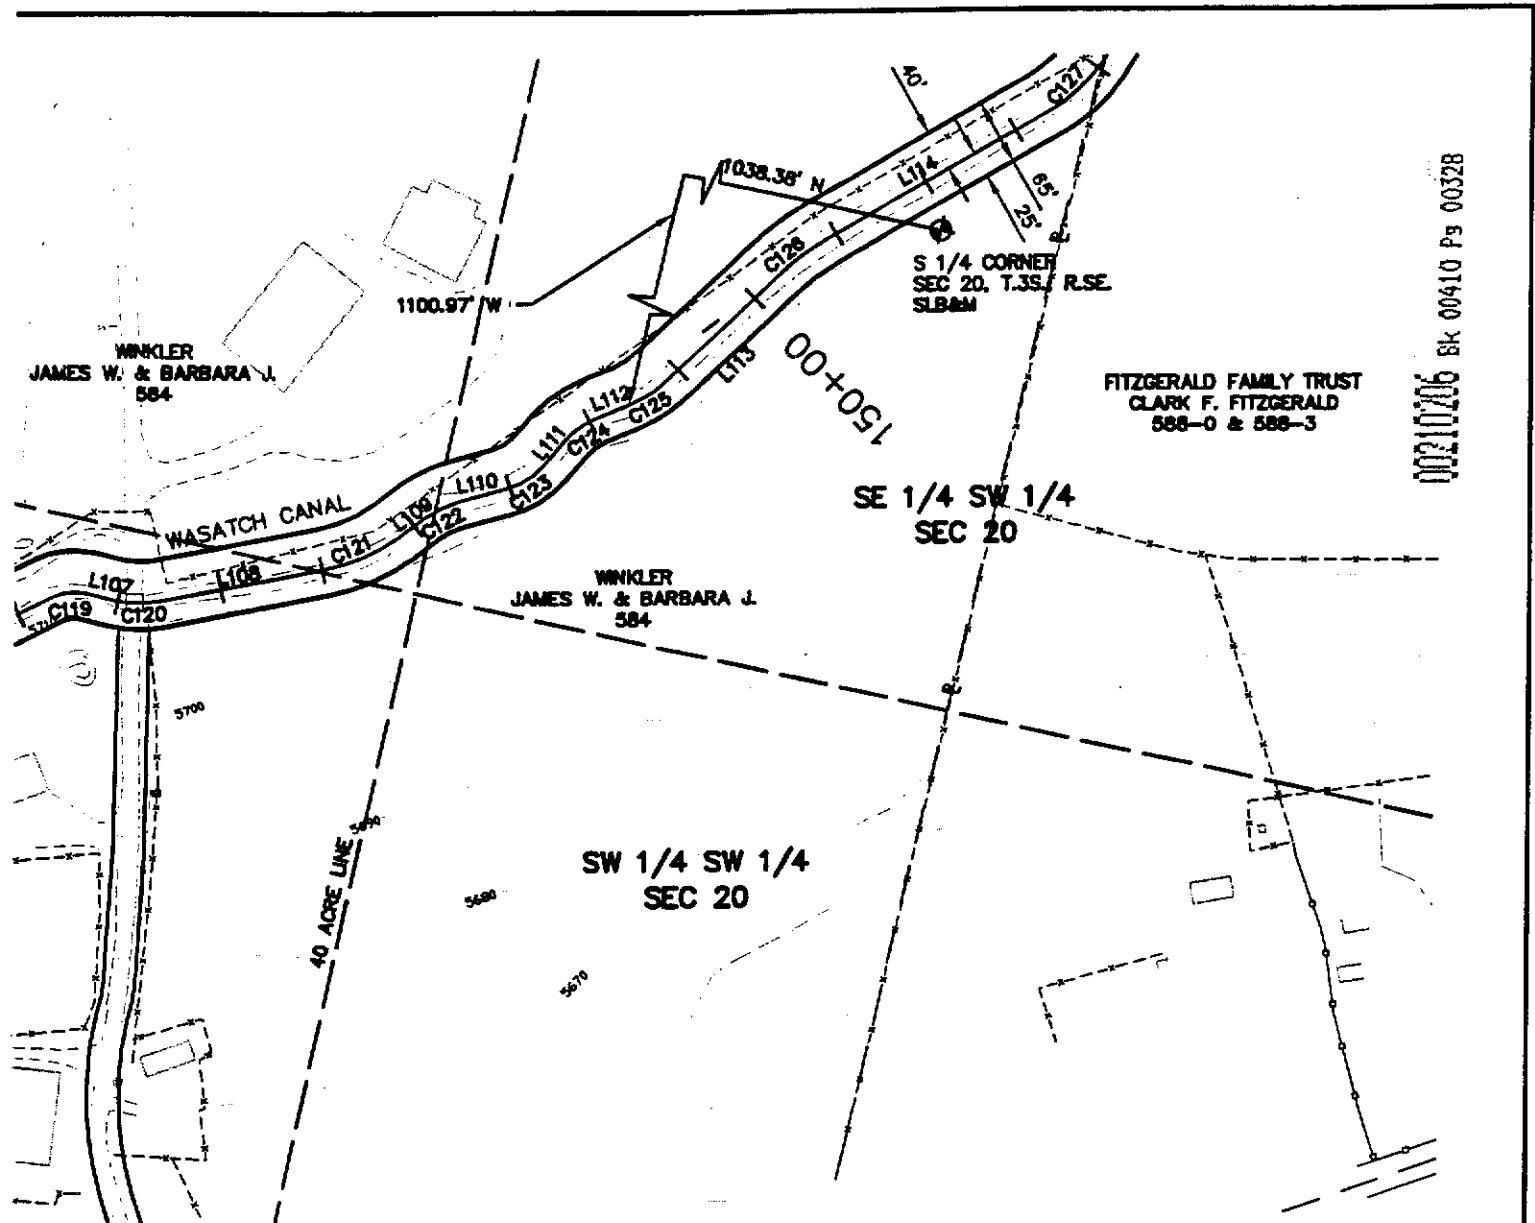 40'
C127
1038.38' N
L114
65'
25'
C126
S 1/4 CORNER
SEC 20, T.3S., R.5E.
SLB&M
1100.97' W
WINKLER
JAMES W. & BARBARA J.
584
L113
150+00
L112
C125
L111
C124
FITZGERALD FAMILY TRUST
CLARK F. FITZGERALD
588-0 & 588-3
00210206 Bk 00410 Pg 00328
L110
C123
L109
C122
SE 1/4 SW 1/4
SEC 20
WASATCH CANAL
C121
L108
L107
C119
C120
WINKLER
JAMES W. & BARBARA J.
584
5700
5690
40 ACRE LINE
SW 1/4 SW 1/4
SEC 20
5680
5670